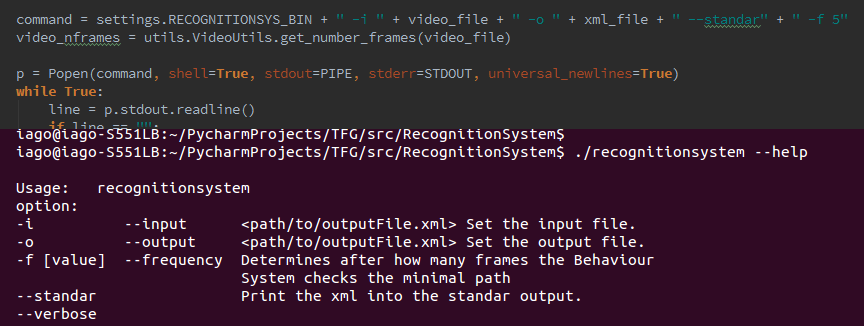 command = settings.RECOGNITIONSYS_BIN + " -i " + video_file + " -o " + xml_file + " --standar" + " -f 5"
video_nframes = utils.VideoUtils.get_number_frames(video_file)
p = Popen(command, shell=True, stdout=PIPE, stderr=STDOUT, universal_newlines=True)
while True:
line = p.stdout.readline()
if line == "":
iago@iago-S551LB:~/PycharmProjects/TFG/src/RecognitionSystem$
iago@iago-S551LB:~/PycharmProjects/TFG/src/RecognitionSystem$ ./recognitionsystem --help
Usage: recognitionsystem
option:
-i --input <path/to/outputFile.xml> Set the input file.
-o --output <path/to/outputFile.xml> Set the output file.
-f [value] --frequency Determines after how many frames the Behaviour
System checks the minimal path
--standar Print the xml into the standar output.
--verbose